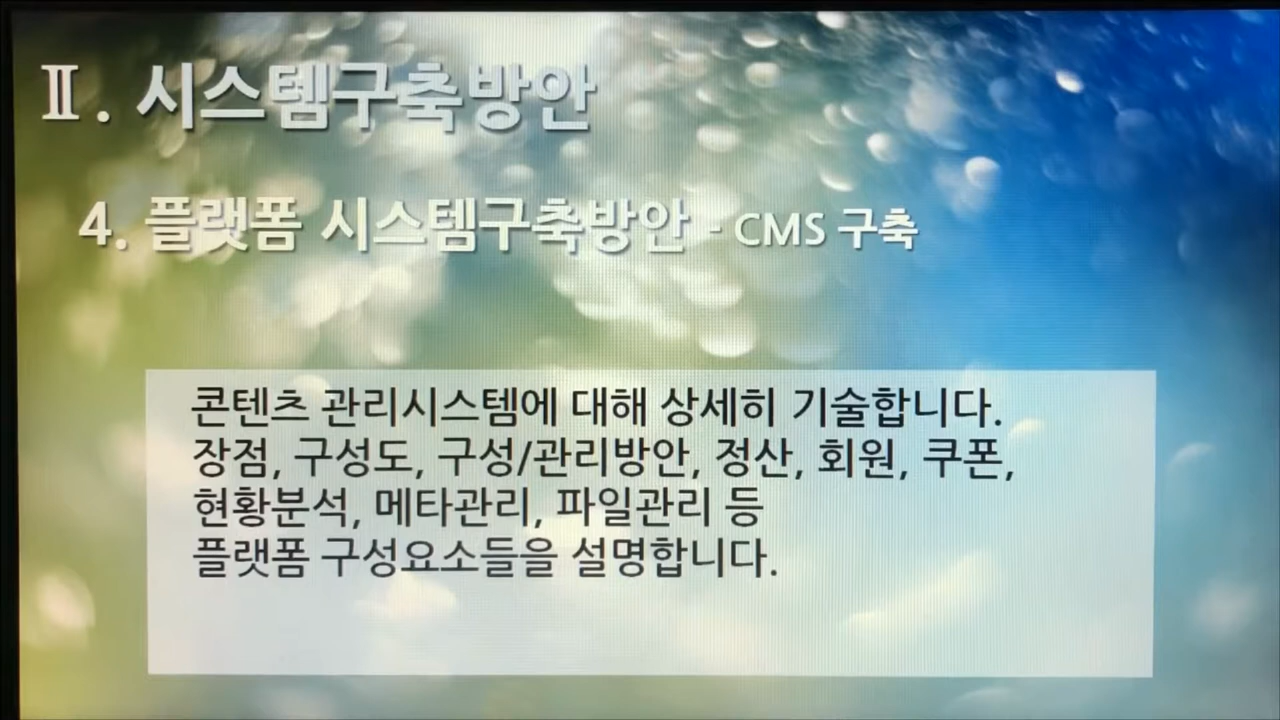 Ⅱ. 시스템구축방안
4. 플랫폼 시스템구축방안 - CMS 구축
콘텐츠 관리시스템에 대해 상세히 기술합니다.
장점, 구성도, 구성/관리방안, 정산, 회원, 쿠폰,
현황분석, 메타관리, 파일관리 등
플랫폼 구성요소들을 설명합니다.